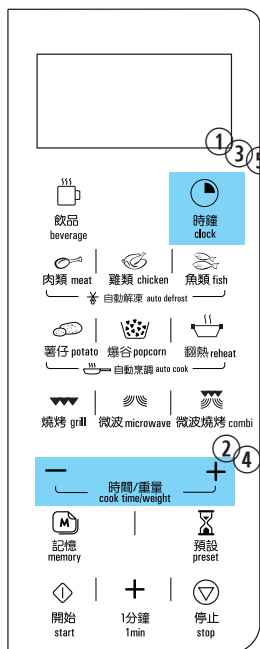 ①
③
⑤
飲品
beverage
時鐘
clock
肉類 meat 雞類 chicken 魚類 fish
自動解凍 auto defrost
薯仔 potato 爆谷 popcorn 翻熱 reheat
自動烹調 auto cook
燒烤 grill 微波 microwave 微波燒烤 combi
②
④
− +
時間/重量
cook time/weight
M
記憶
memory
預設
preset
開始
start
+
1分鐘
1min
停止
stop